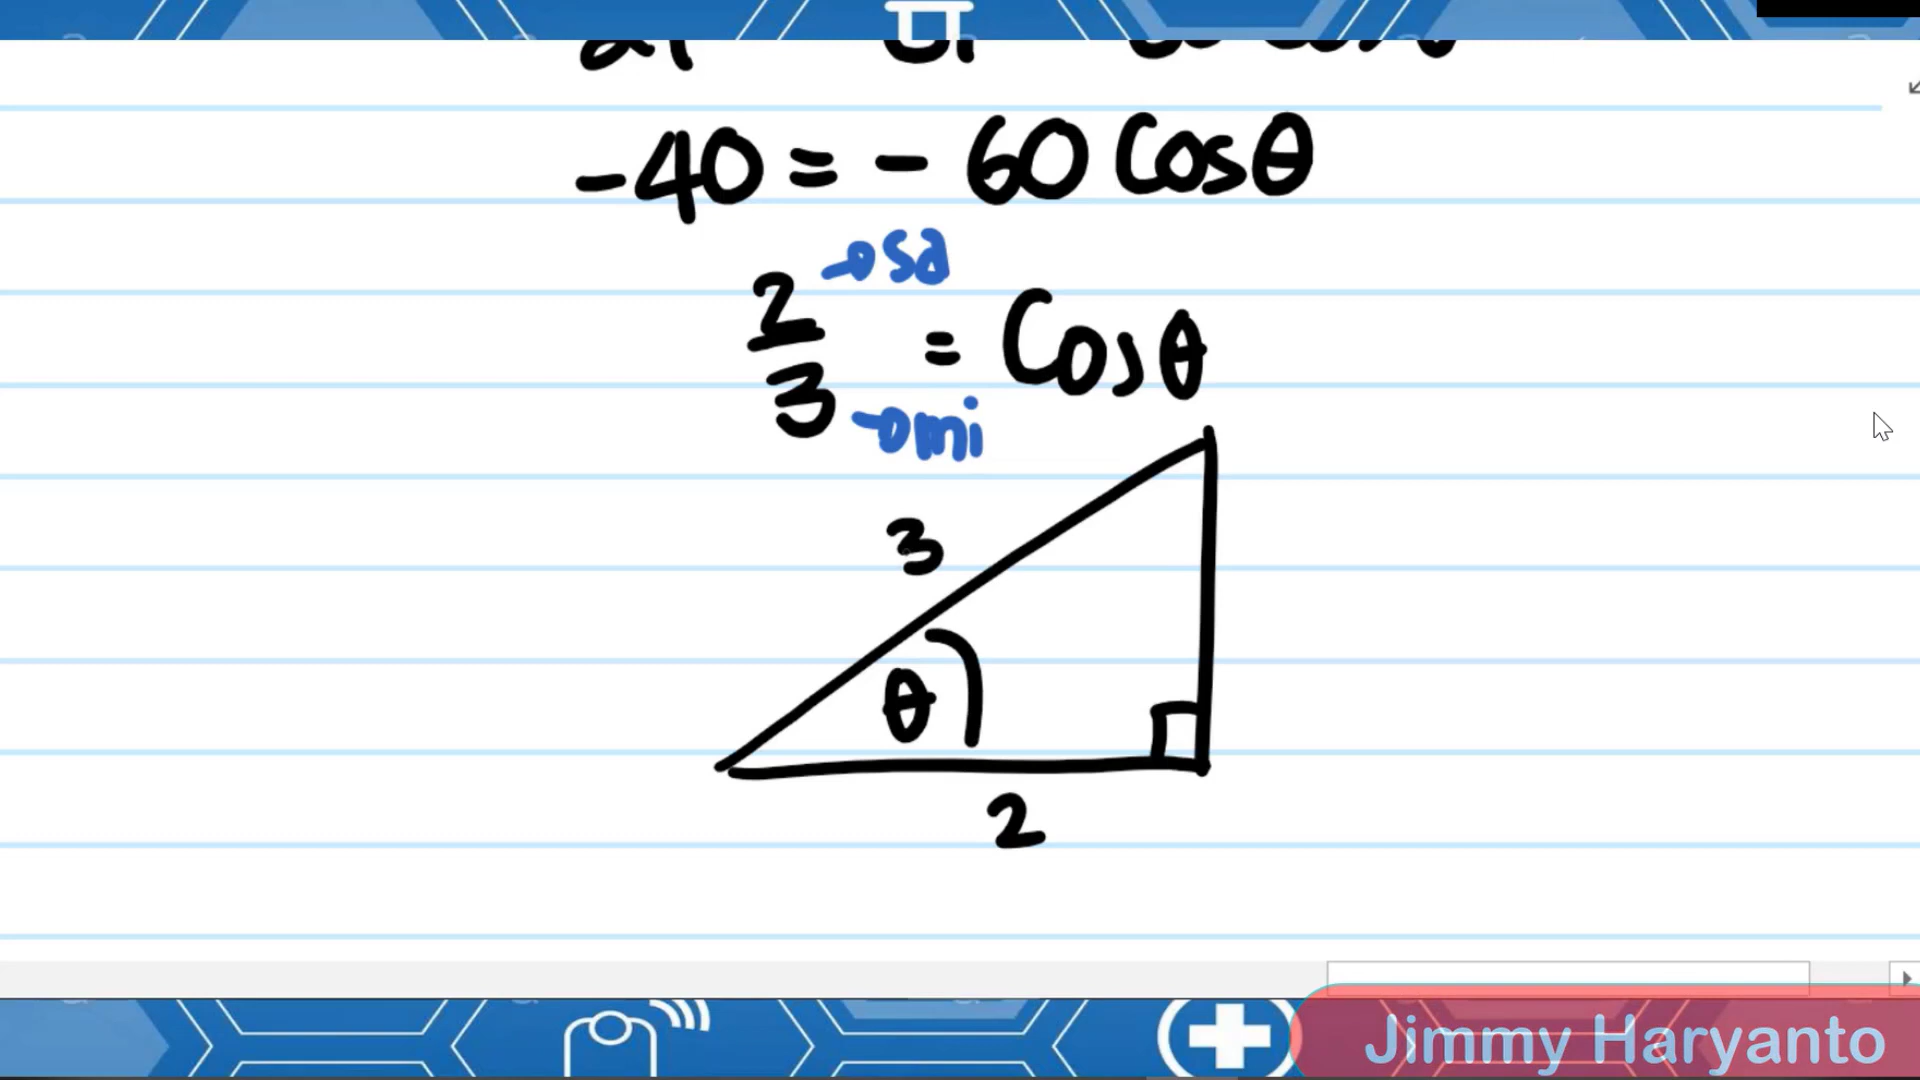 -40 = - 60 Cosθ
2/3 = Cosθ
→ sa
→ mi
3
θ
2
Jimmy Haryanto